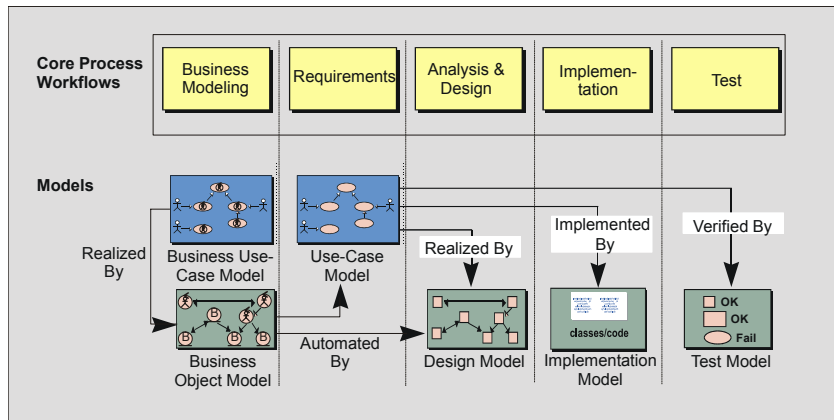 Core Process
Workflows
Business
Modeling
Requirements
Analysis &
Design
Implemen-
tation
Test
Models
Realized
By
Business Use-
Case Model
Use-Case
Model
Realized By
Implemented
By
Verified By
B
B
B
B
Business
Object Model
Automated
By
Design Model
classes/code
Implementation
Model
OK
OK
Fail
Test Model